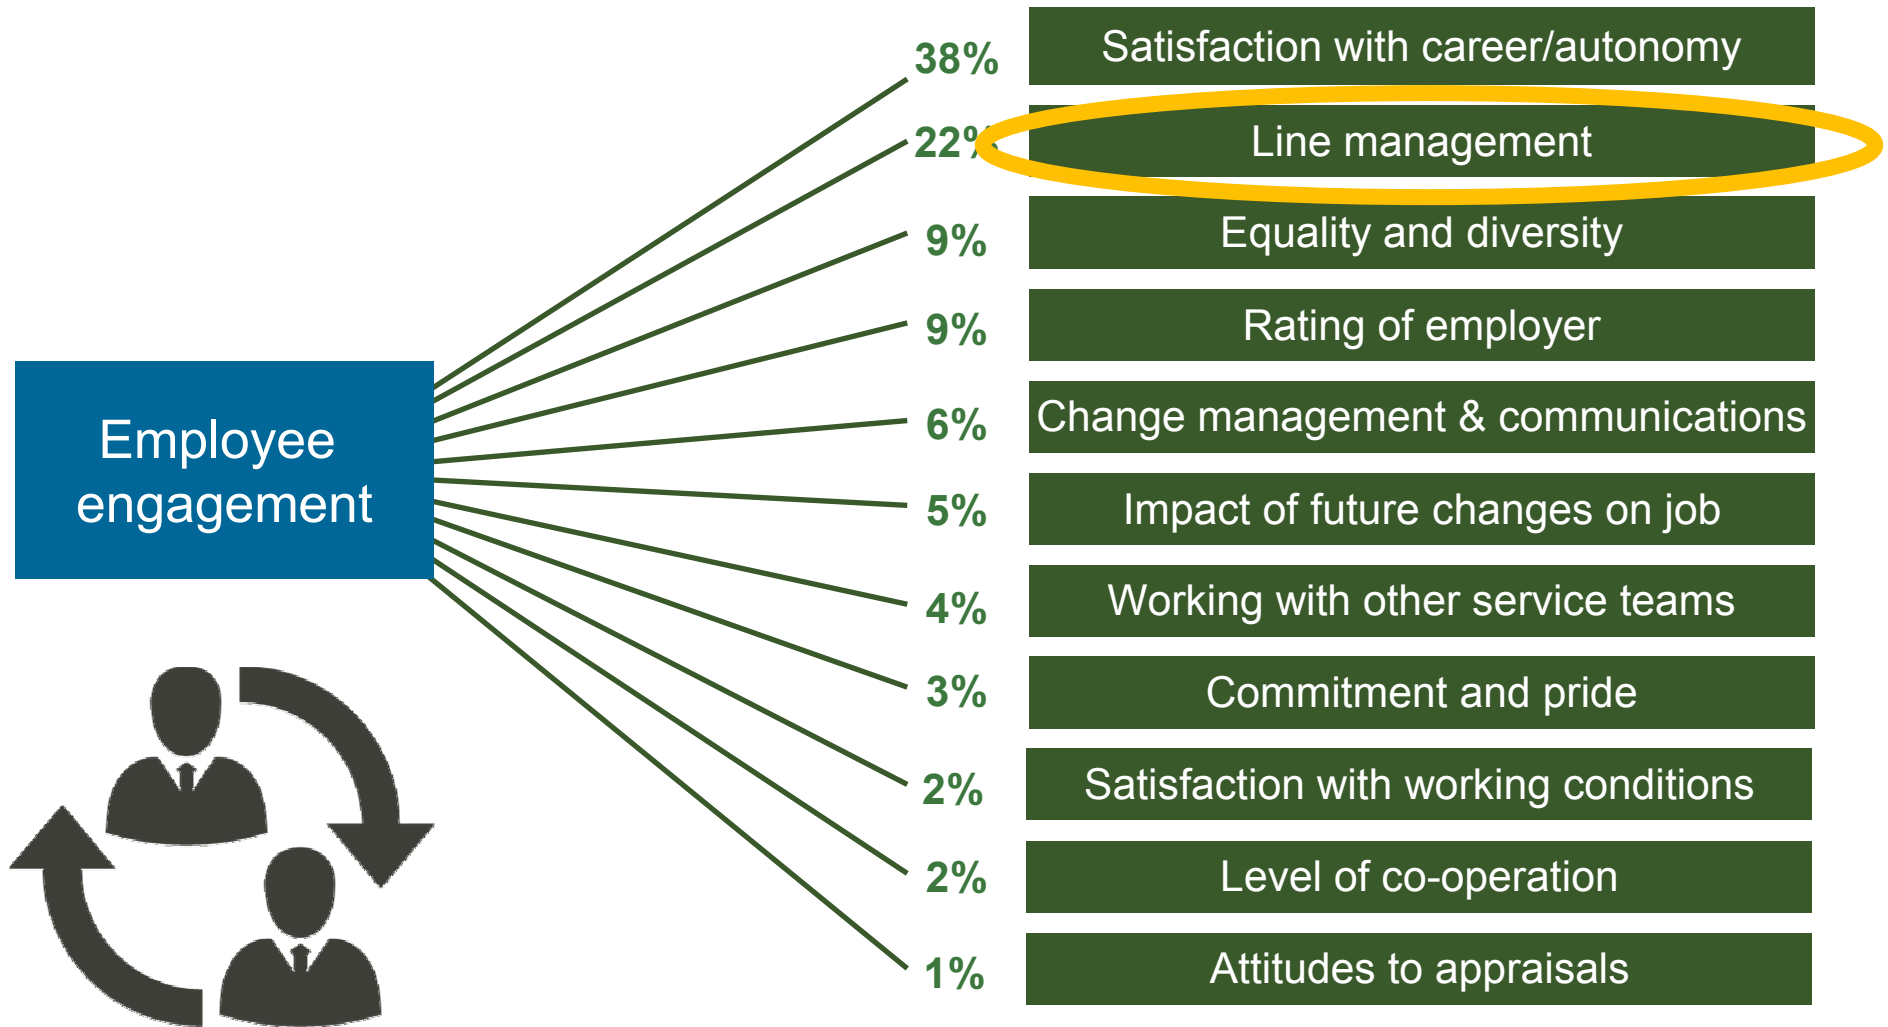 38%
Satisfaction with career/autonomy
22%
Line management
9%
Equality and diversity
9%
Rating of employer
Employee
engagement
6%
Change management & communications
5%
Impact of future changes on job
4%
Working with other service teams
3%
Commitment and pride
2%
Satisfaction with working conditions
2%
Level of co-operation
1%
Attitudes to appraisals